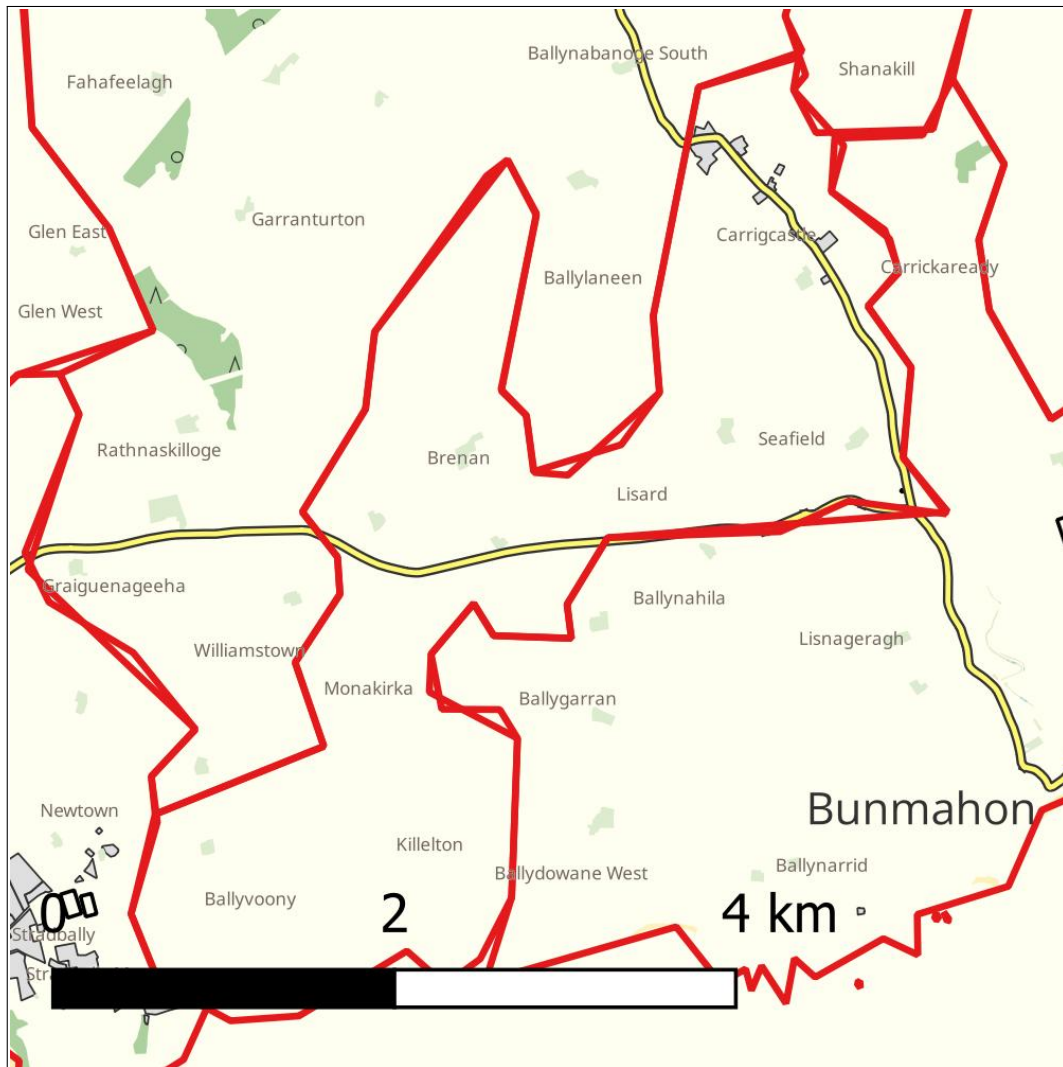 Ballynabanoge South
Shanakill
Fahafeelagh
Garranturton
Glen East
Carrigcastle
Ballylaneen
Carrickaready
Glen West
Seafield
Rathnaskilloge
Brenan
Lisard
Graiguenageeha
Ballynahila
Lisnageragh
Williamstown
Monakirka
Ballygarran
Newtown
Bunmahon
Killelton
Ballynarrid
Ballydowane West
Ballyvoony
0 2 4 km
Stradbally